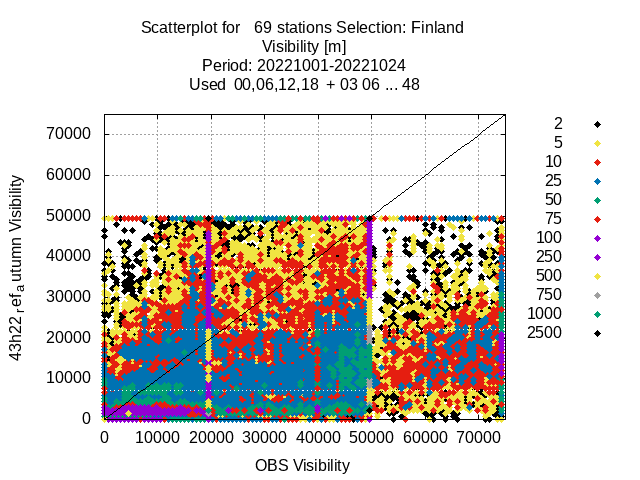 Scatterplot for 69 stations Selection: Finland
Visibility [m]
Period: 20221001-20221024
Used 00,06,12,18 + 03 06 ... 48
70000
60000
50000
40000
30000
20000
10000
0
43h22_ref_autumn Visibility
0 10000 20000 30000 40000 50000 60000 70000
OBS Visibility
2
5
10
25
50
75
100
250
500
750
1000
2500